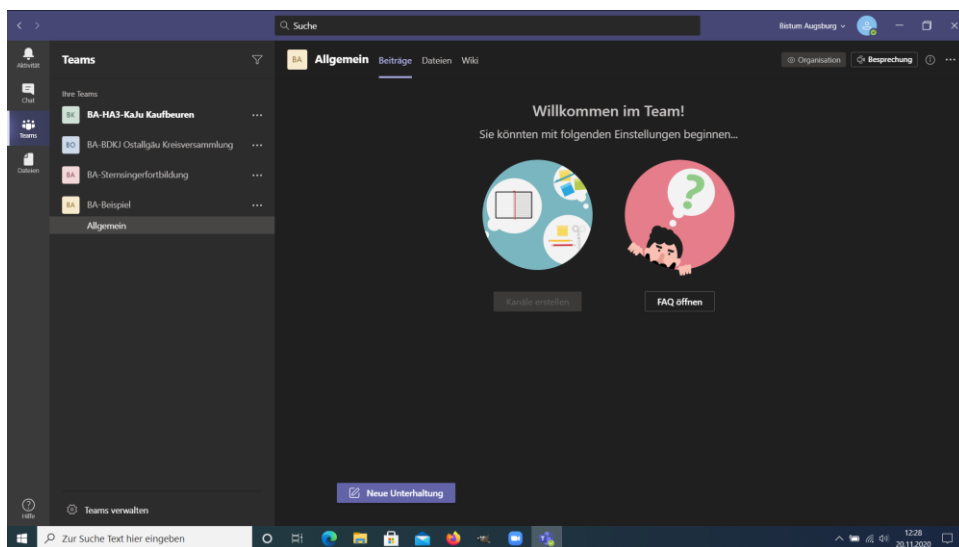 Suche
Bistum Augsburg
Aktivität
Chat
Teams
Dateien
Hilfe
Teams
Ihre Teams
BK BA-HA3-KaJu Kaufbeuren ...
BO BA-BDKJ Ostallgäu Kreisversammlung ...
BA BA-Sternsingerfortbildung ...
BA BA-Beispiel ...
Allgemein
Teams verwalten
BA Allgemein Beiträge Dateien Wiki
Organisation Besprechung ...
Willkommen im Team!
Sie könnten mit folgenden Einstellungen beginnen...
Kanäle erstellen FAQ öffnen
Neue Unterhaltung
Zur Suche Text hier eingeben
12:28
20.11.2020